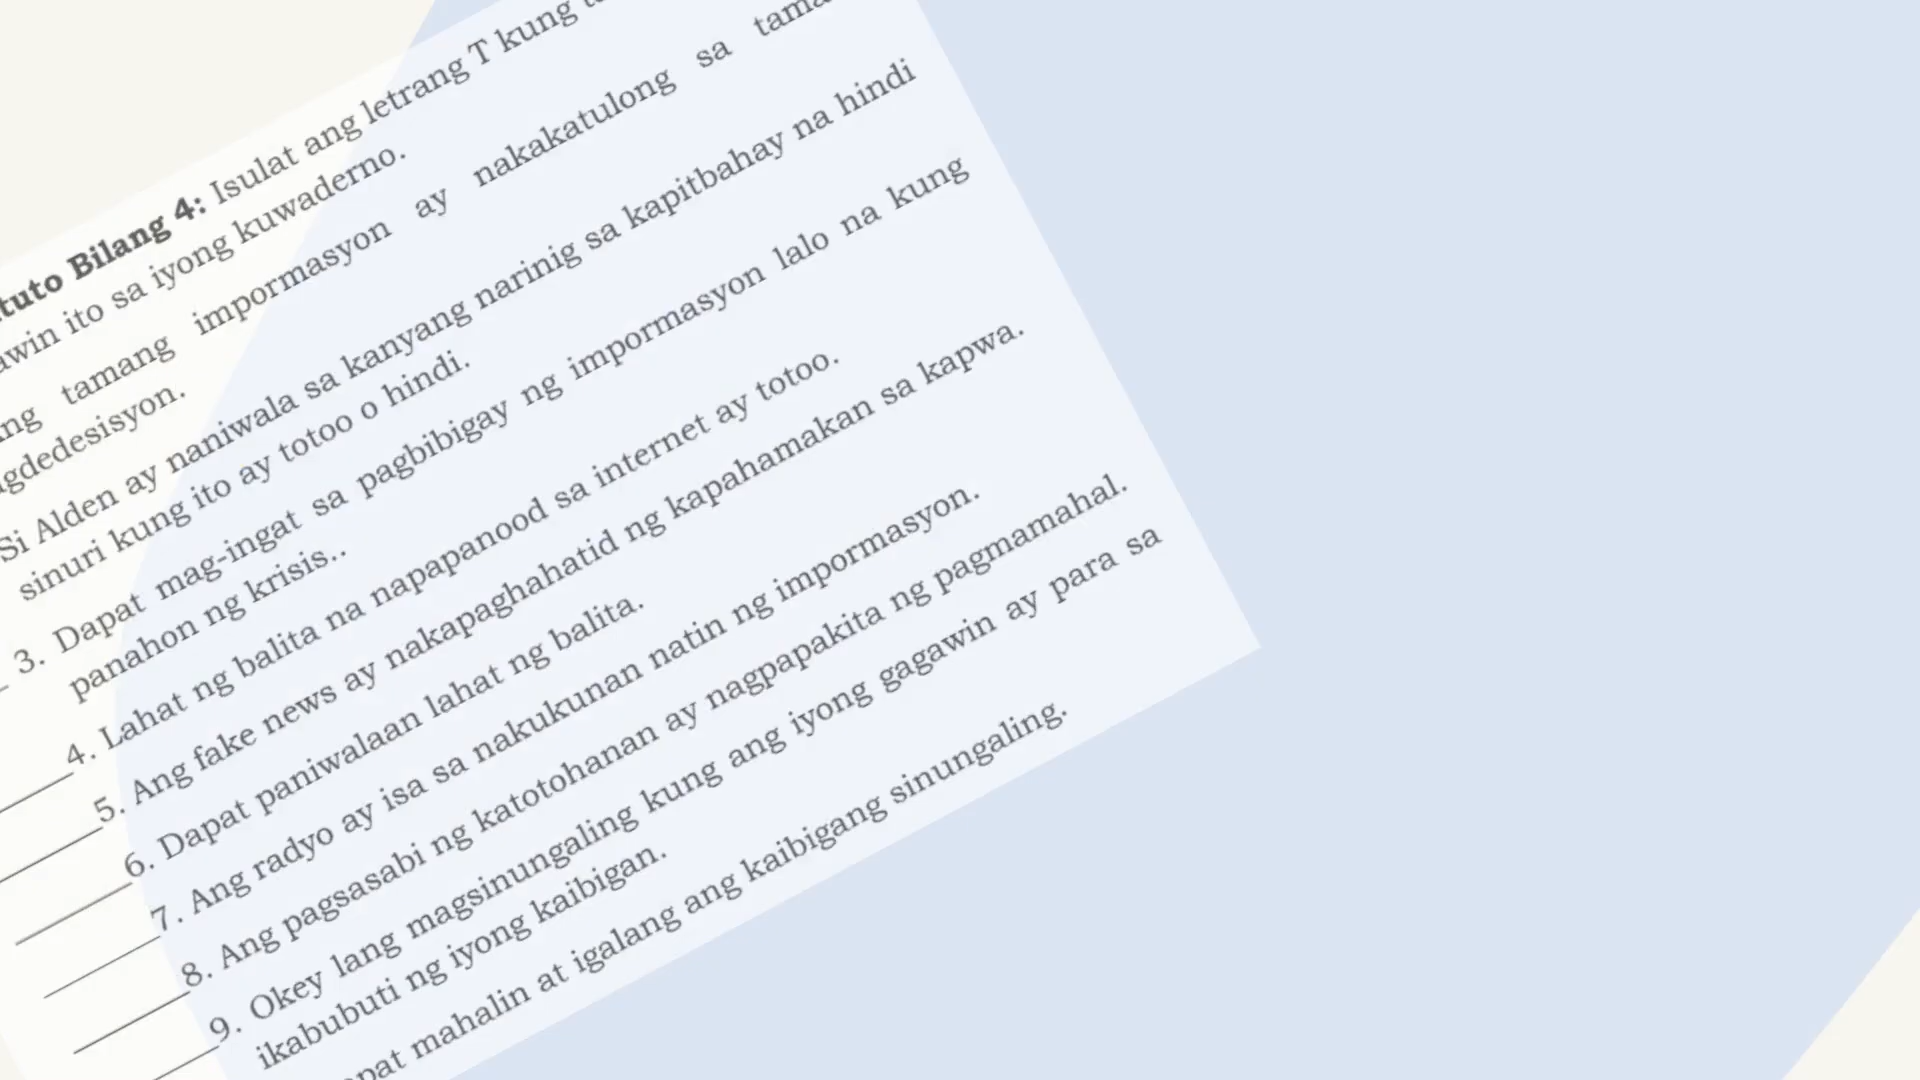 Bilang 4: Isulat ang letrang T kung
ito sa iyong kuwaderno.
tamang impormasyon ay nakakatulong sa
Si Alden ay naniwala sa kanyang narinig sa kapitbahay na hindi
sinuri kung ito ay totoo o hindi.
3. Dapat mag-ingat sa pagbibigay ng impormasyon lalo na kung
panahon ng krisis..
4. Lahat ng balita na napapanood sa internet ay totoo.
5. Ang fake news ay nakapaghahatid ng kapahamakan sa kapwa.
6. Dapat paniwalaan lahat ng balita.
7. Ang radyo ay isa sa nakukunan natin ng impormasyon.
8. Ang pagsasabi ng katotohanan ay nagpapakita ng pagmamahal.
9. Okey lang magsinungaling kung ang iyong gagawin ay para sa
ikabubuti ng iyong kaibigan.
mahalin at igalang ang kaibigang sinungaling.